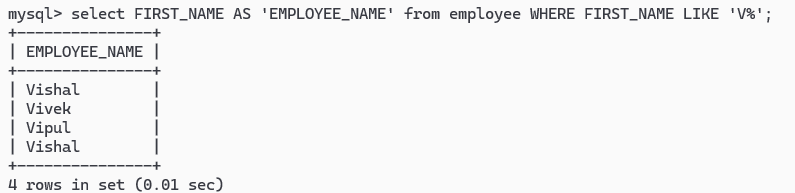 mysql> select FIRST_NAME AS 'EMPLOYEE_NAME' from employee WHERE FIRST_NAME LIKE 'V%';
+---------------+
| EMPLOYEE_NAME |
+---------------+
| Vishal        |
| Vivek         |
| Vipul         |
| Vishal        |
+---------------+
4 rows in set (0.01 sec)